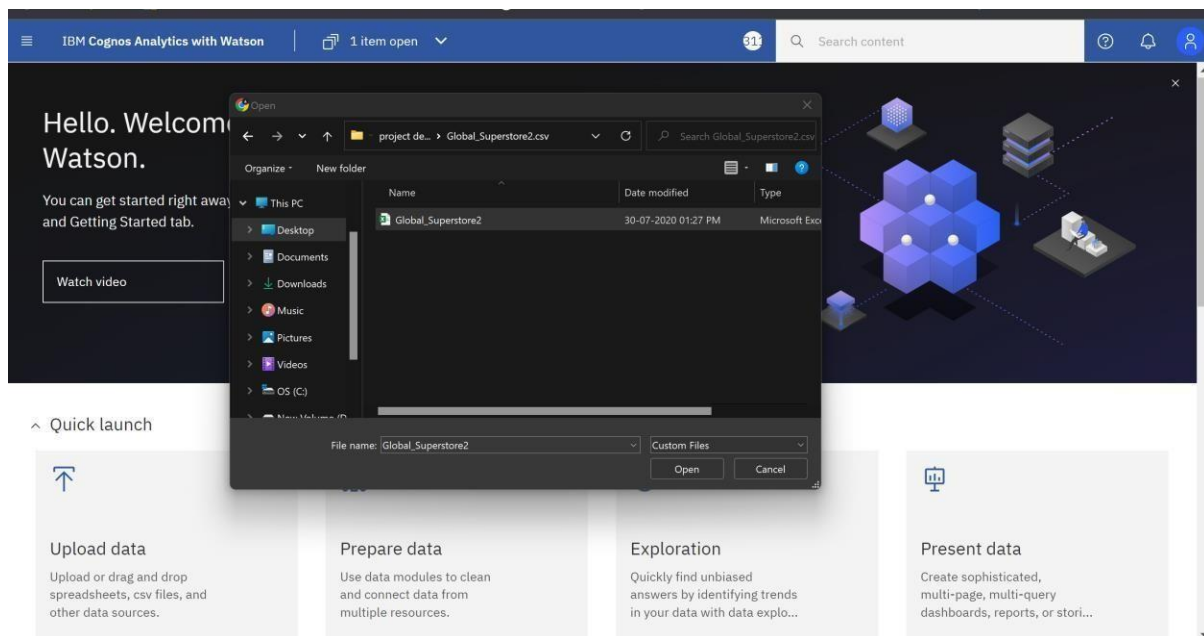 IBM Cognos Analytics with Watson
1 item open
Search content
Hello. Welcom
Watson.
You can get started right away
and Getting Started tab.
Watch video
Open
project de... > Global_Superstore2.csv
Search Global_Superstore2.csv
Organize
New folder
Name
Date modified
Type
This PC
Desktop
Documents
Downloads
Music
Pictures
Videos
OS (C:)
Global_Superstore2
30-07-2020 01:27 PM
Microsoft Exc
File name: Global_Superstore2
Custom Files
Open
Cancel
Quick launch
Upload data
Upload or drag and drop
spreadsheets, csv files, and
other data sources.
Prepare data
Use data modules to clean
and connect data from
multiple resources.
Exploration
Quickly find unbiased
answers by identifying trends
in your data with data explo...
Present data
Create sophisticated,
multi-page, multi-query
dashboards, reports, or stori...